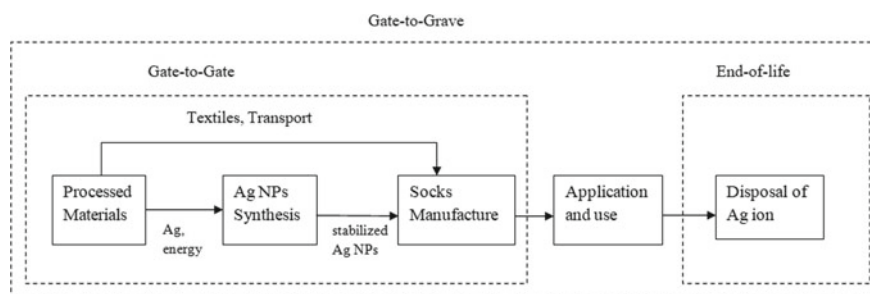 Gate-to-Grave
Gate-to-Gate
End-of-life
Textiles, Transport
Processed
Materials
Ag NPs
Synthesis
Socks
Manufacture
Application
and use
Disposal of
Ag ion
Ag,
energy
stabilized
Ag NPs